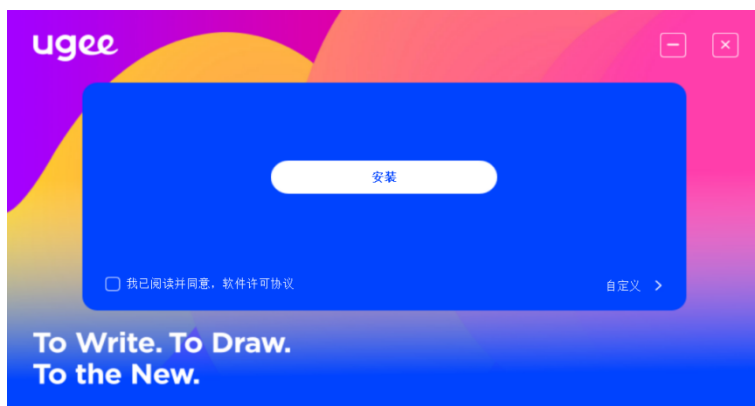 ugee
安装
我已阅读并同意，软件许可协议
自定义
To Write. To Draw.
To the New.